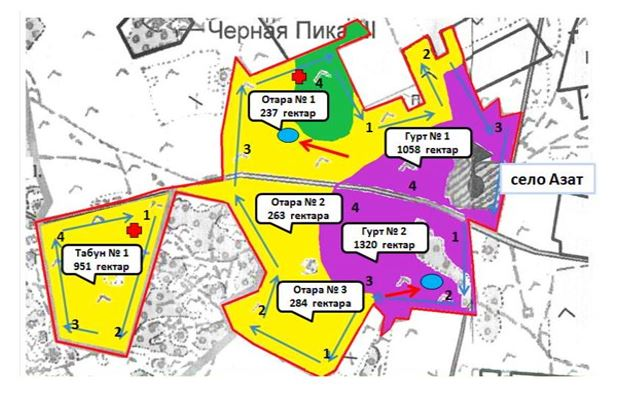 Черная Пика II
2
4
Отара № 1
237 гектар
1
3
3
Гурт № 1
1058 гектар
4
село Азат
Отара № 2
263 гектара
4
1
Гурт № 2
1320 гектар
1
4
Табун № 1
951 гектар
3
2
Отара № 3
284 гектара
3
2
2
1